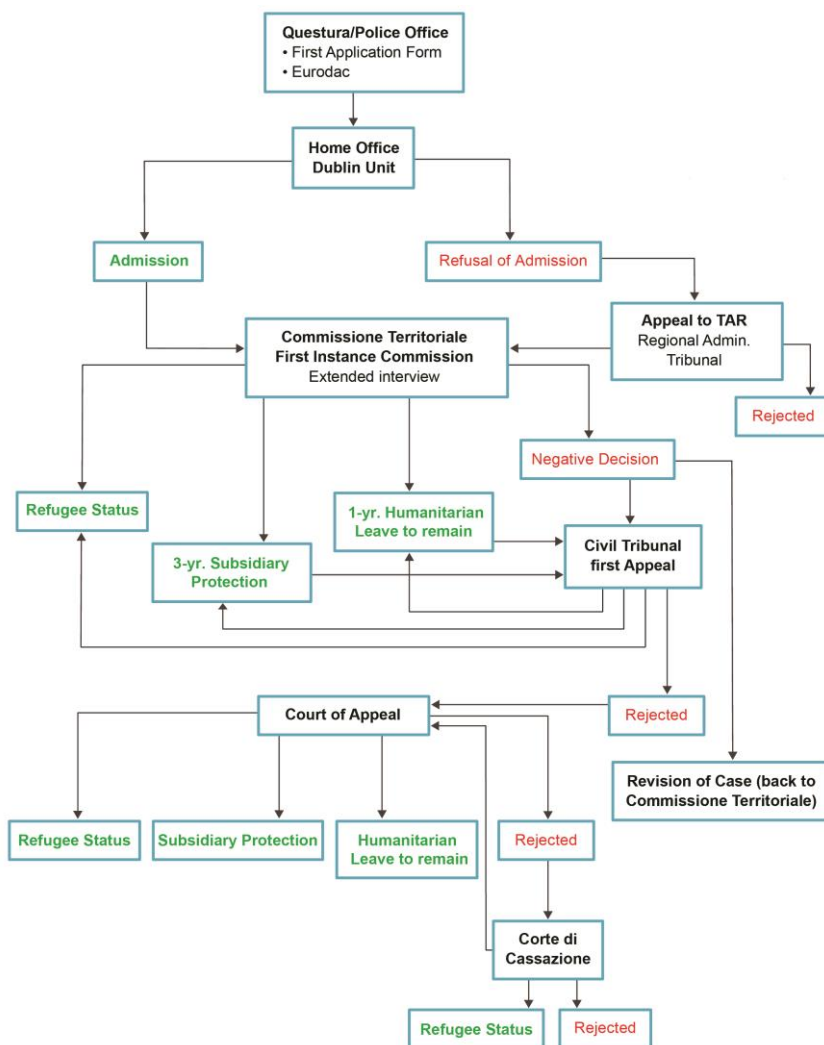 Questura/Police Office
• First Application Form
• Eurodac
Home Office
Dublin Unit
Admission
Refusal of Admission
Appeal to TAR
Regional Admin.
Tribunal
Commissione Territoriale
First Instance Commission
Extended interview
Rejected
Negative Decision
Refugee Status
1-yr. Humanitarian
Leave to remain
Civil Tribunal
first Appeal
3-yr. Subsidiary
Protection
Court of Appeal
Rejected
Revision of Case (back to
Commissione Territoriale)
Refugee Status
Subsidiary Protection
Humanitarian
Leave to remain
Rejected
Corte di
Cassazione
Refugee Status
Rejected